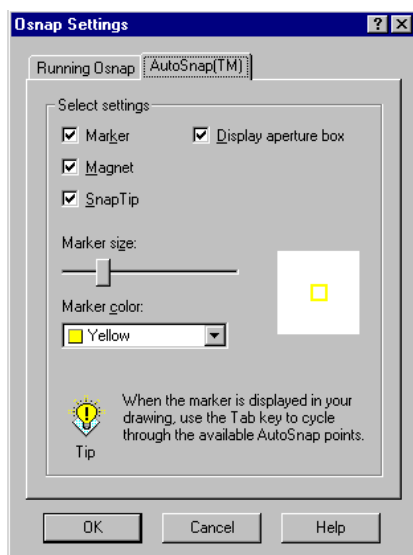 Osnap Settings
Running Osnap AutoSnap(TM)
Select settings
Marker Display aperture box
Magnet
SnapTip
Marker size:
Marker color:
Yellow
When the marker is displayed in your
drawing, use the Tab key to cycle
through the available AutoSnap points.
Tip
OK Cancel Help